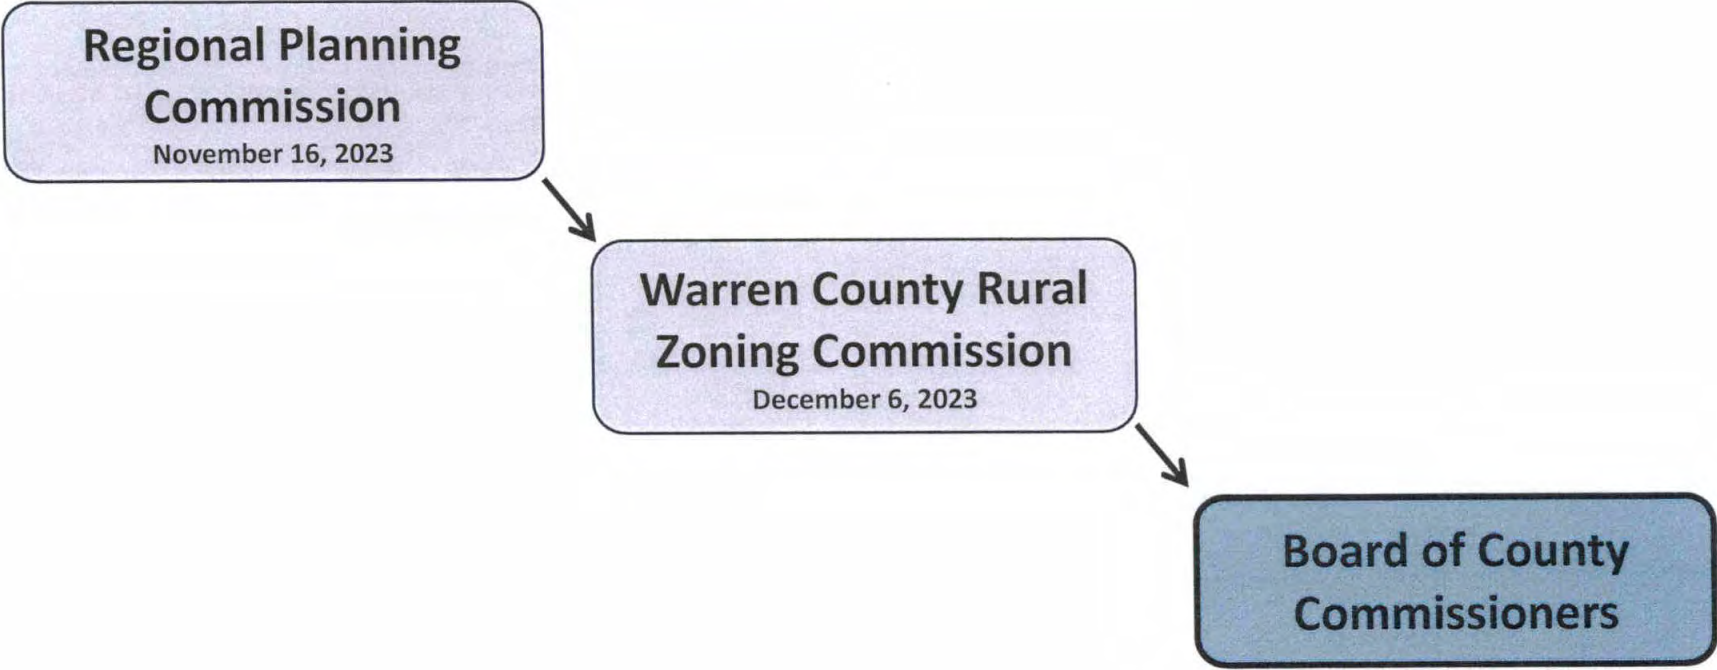 Regional Planning
Commission
November 16, 2023
Warren County Rural
Zoning Commission
December 6, 2023
Board of County
Commissioners